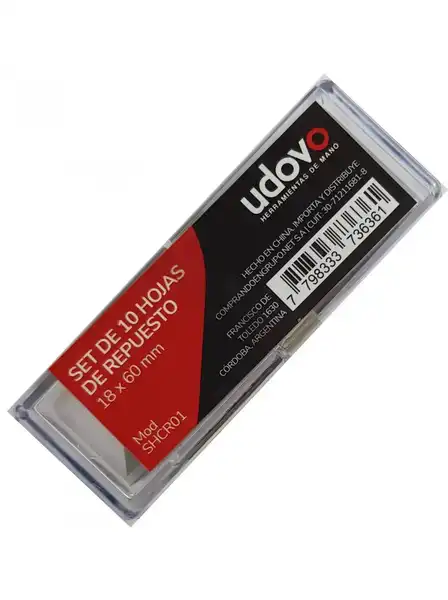 udovo
HERRAMIENTAS DE MANO
HECHO EN CHINA. IMPORTA Y DISTRIBUYE
COMPRANDOENGRUPO.NET S.A | CUIT: 30-71211681-8
FRANCISCO DE
TOLEDO 1630
CORDOBA, ARGENTINA
7 798333 736361
SET DE 10 HOJAS
DE REPUESTO
18 x 60 mm
Mod
SHCR01